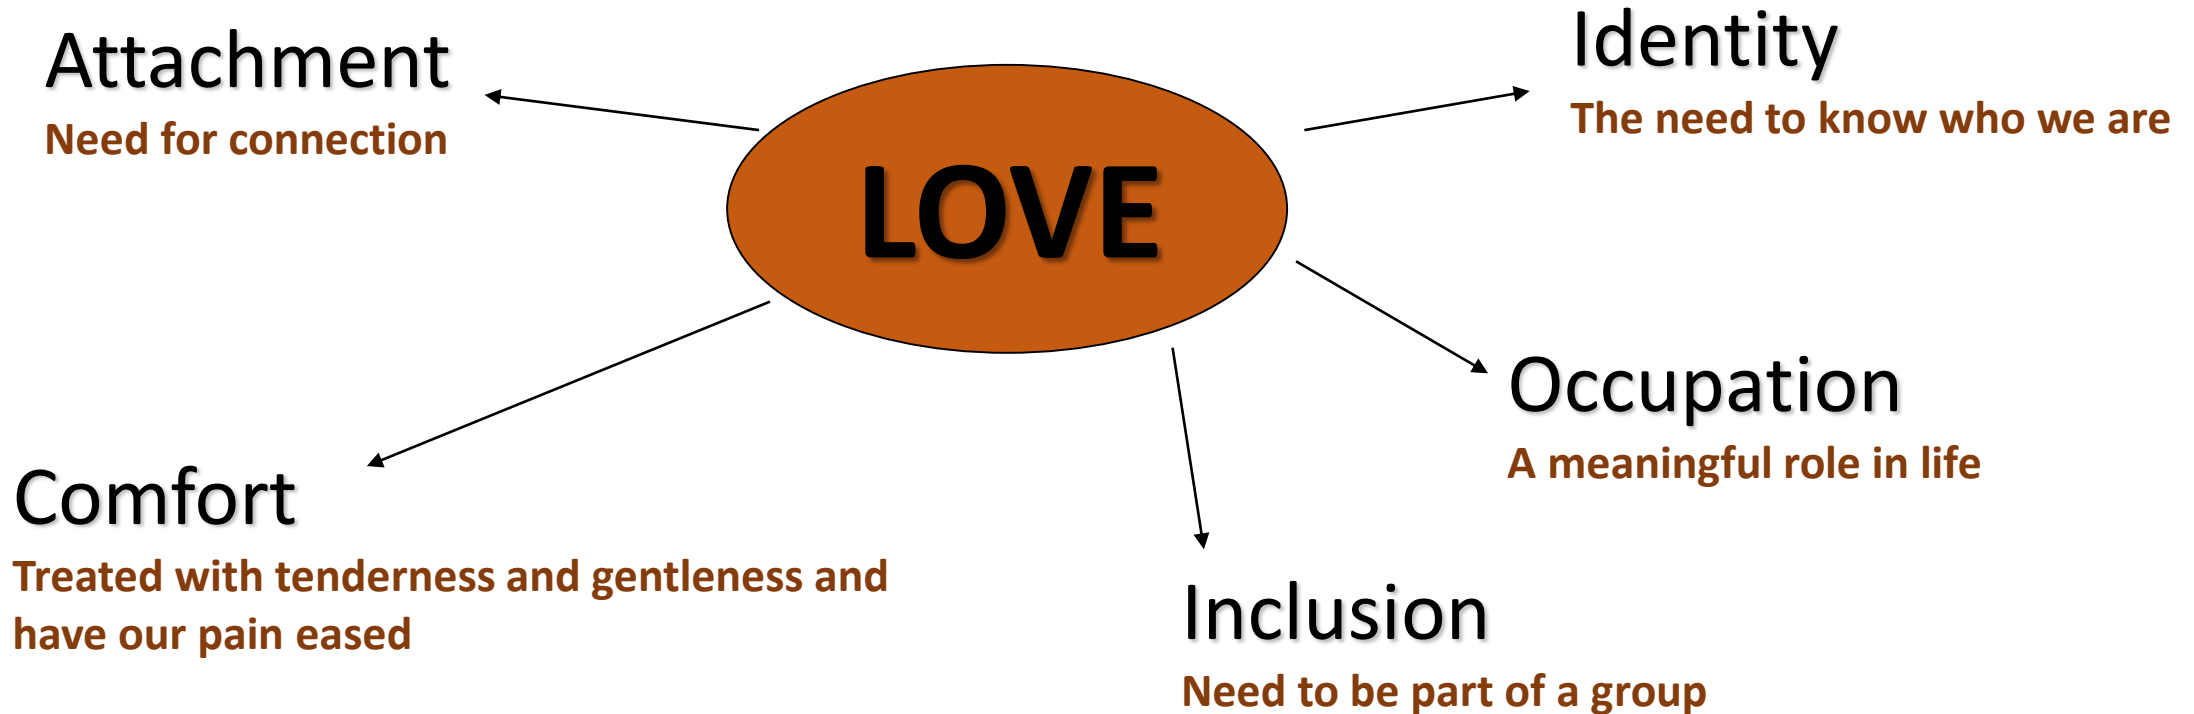 Attachment
Need for connection
LOVE
Identity
The need to know who we are
Occupation
A meaningful role in life
Comfort
Treated with tenderness and gentleness and
have our pain eased
Inclusion
Need to be part of a group